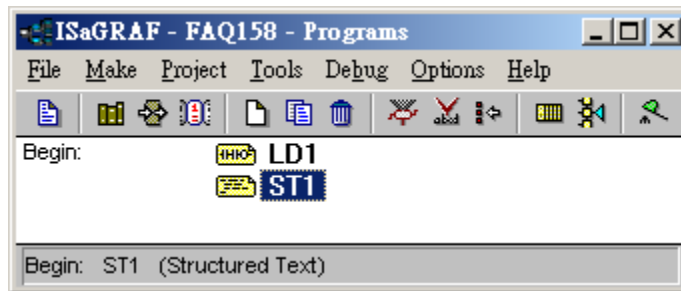 ISaGRAF - FAQ158 - Programs
File Make Project Tools Debug Options Help
Begin: LD1
ST1
Begin: ST1 (Structured Text)